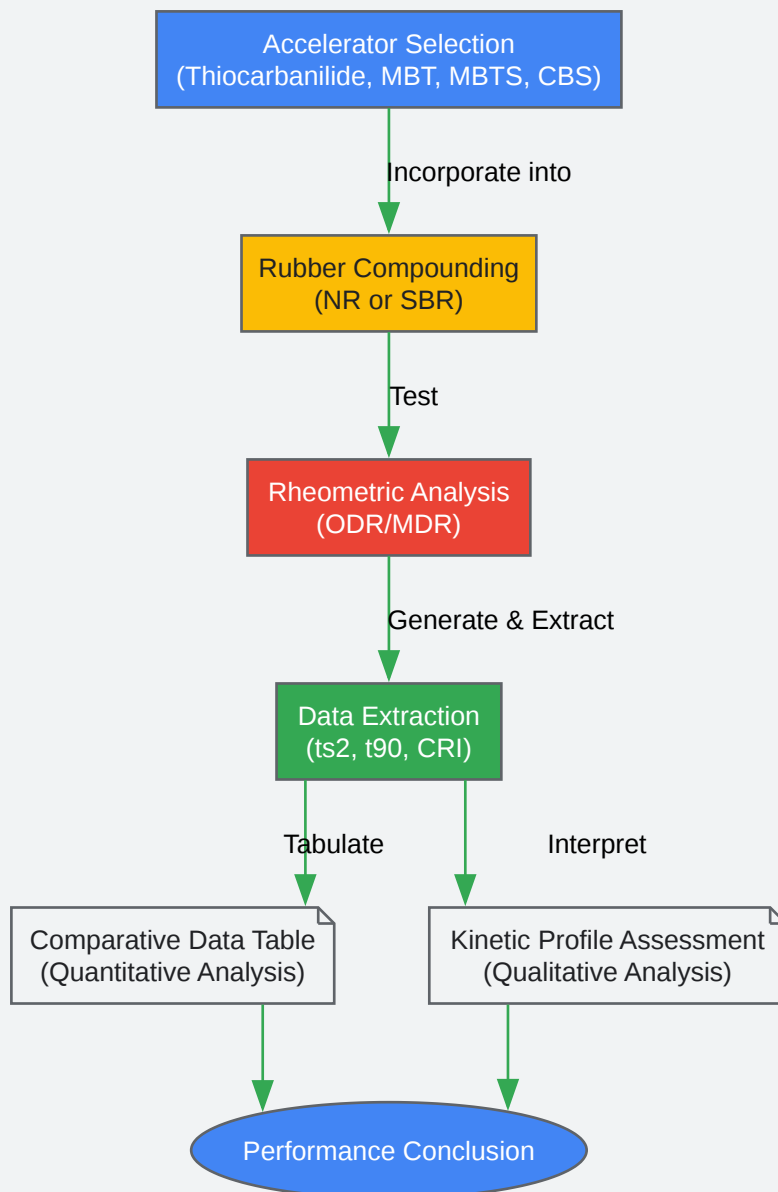 Accelerator Selection
(Thiocarbanilide, MBT, MBTS, CBS)
Incorporate into
Rubber Compounding
(NR or SBR)
Test
Rheometric Analysis
(ODR/MDR)
Generate & Extract
Data Extraction
(ts2, t90, CRI)
Tabulate
Interpret
Comparative Data Table
(Quantitative Analysis)
Kinetic Profile Assessment
(Qualitative Analysis)
Performance Conclusion